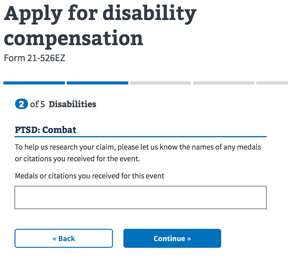 Apply for disability
compensation
Form 21-526EZ
2 of 5 Disabilities
PTSD: Combat
To help us research your claim, please let us know the names of any medals
or citations you received for the event.
Medals or citations you received for this event
« Back
Continue »